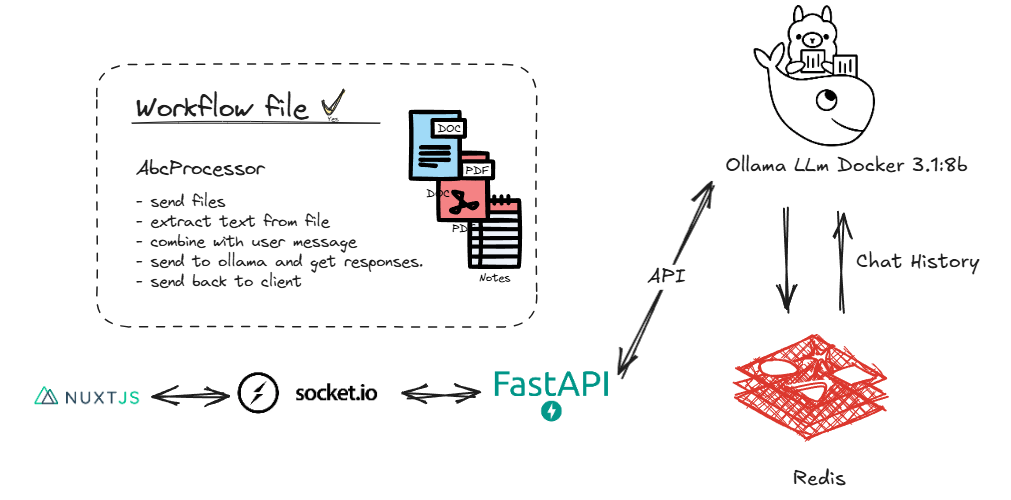 Workflow file
Yes
AbcProcessor
- send files
- extract text from file
- combine with user message
- send to ollama and get responses.
- send back to client
DOC
DOC
PDF
PDF
Notes
Ollama LLm Docker 3.1:8b
API
Chat History
NUXTJS
socket.io
FastAPI
Redis